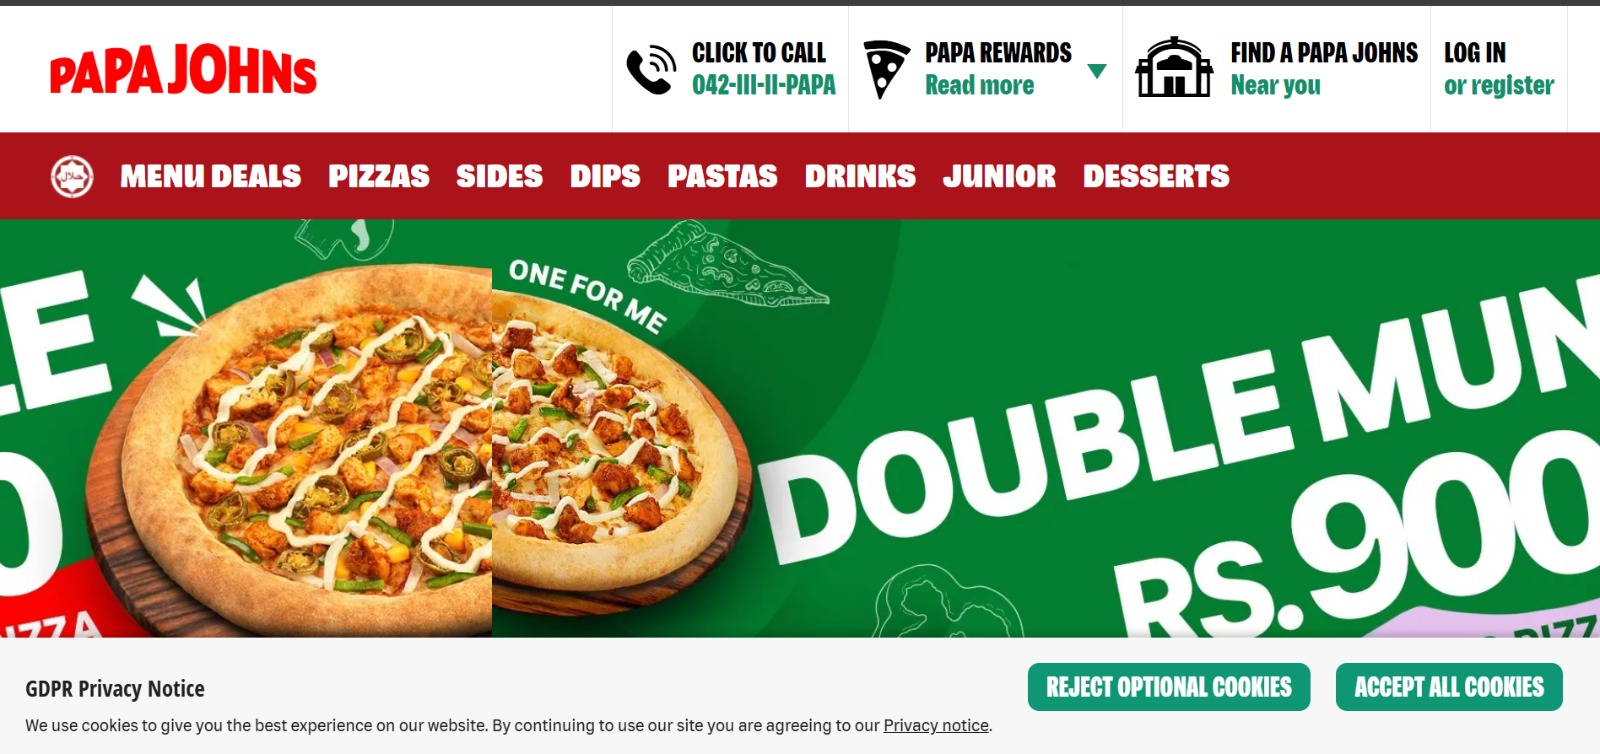 PAPA JOHNS
CLICK TO CALL
042-111-11-PAPA
PAPA REWARDS
Read more
FIND A PAPA JOHNS
Near you
LOG IN
or register
حلال
MENU DEALS
PIZZAS
SIDES
DIPS
PASTAS
DRINKS
JUNIOR
DESSERTS
LE
0
IZZA
ONE FOR ME
DOUBLE MUN
RS.900
PIZZ
GDPR Privacy Notice
We use cookies to give you the best experience on our website. By continuing to use our site you are agreeing to our Privacy notice.
REJECT OPTIONAL COOKIES
ACCEPT ALL COOKIES